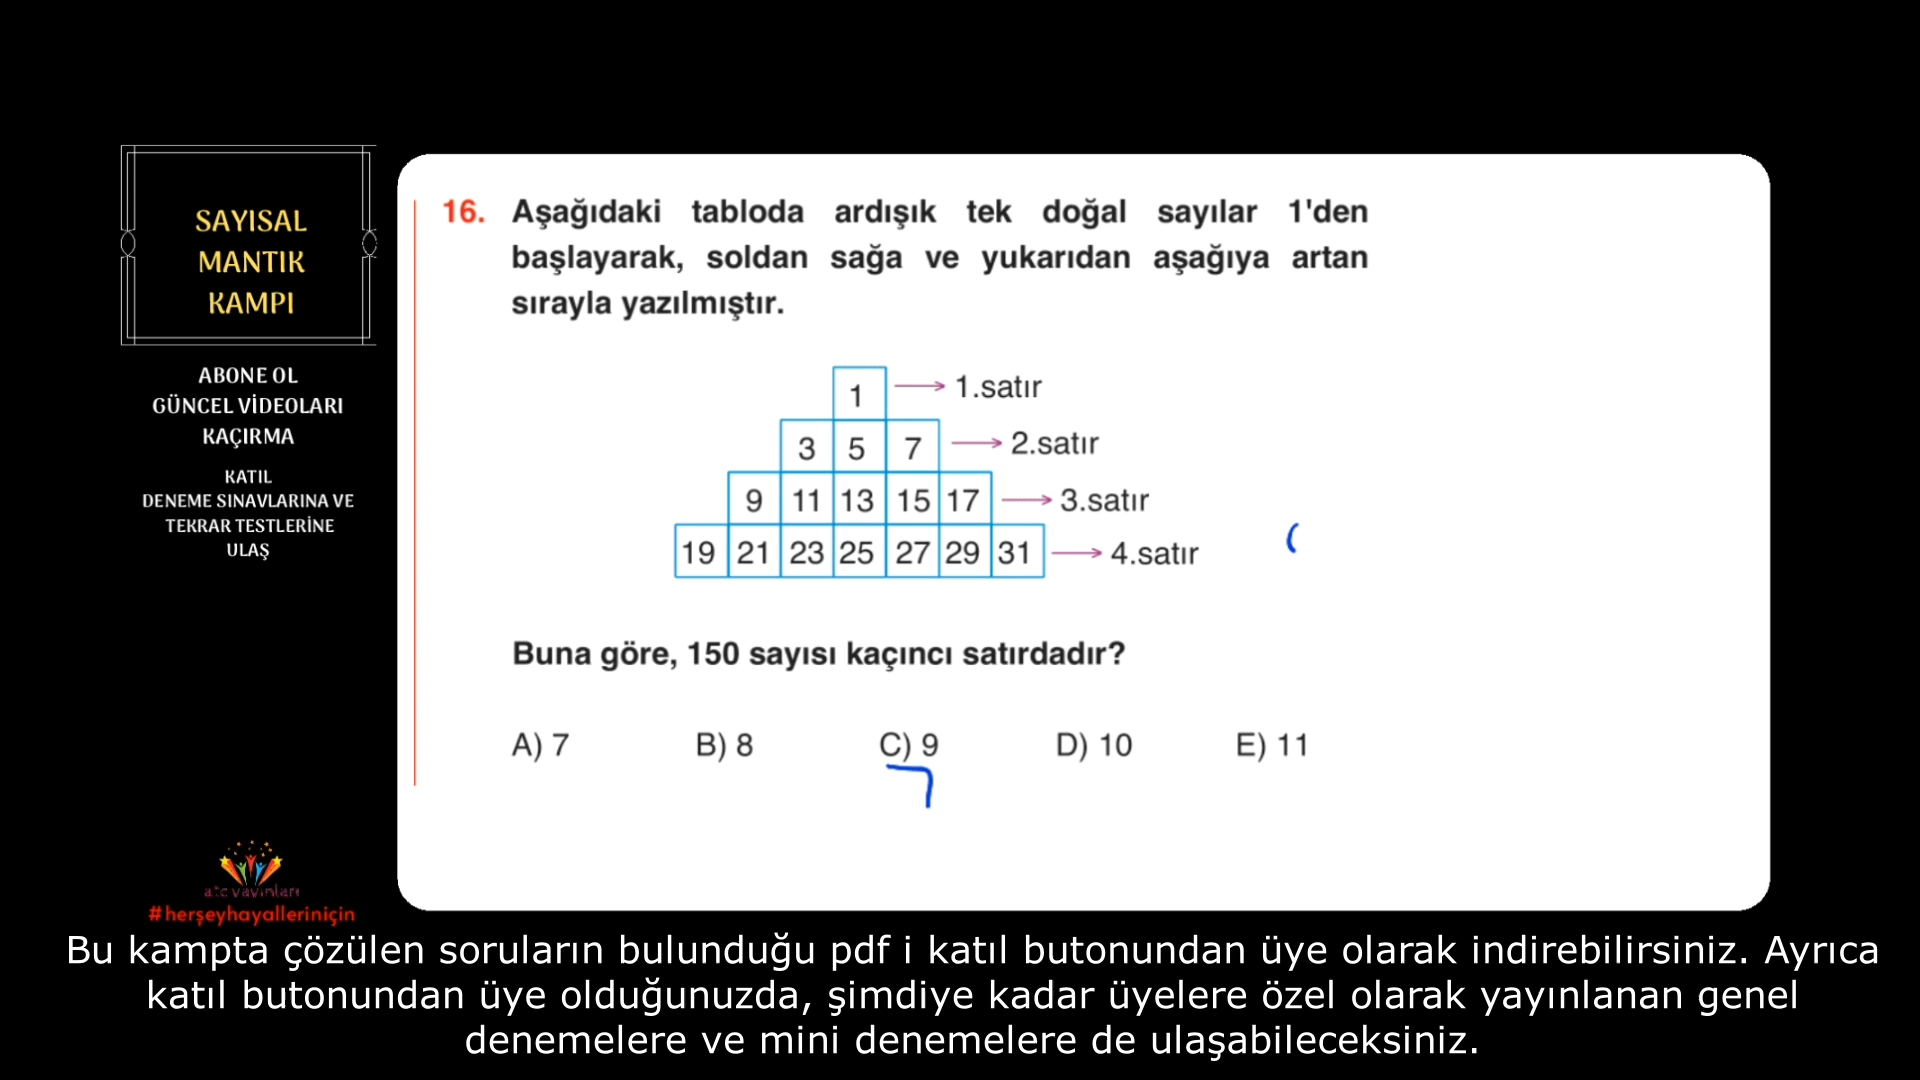 SAYISAL
MANTIK
KAMPI
ABONE OL
GÜNCEL VİDEOLARI
KAÇIRMA
KATIL
DENEME SINAVLARINA VE
TEKRAR TESTLERİNE
ULAŞ
atc yayınları
#herşeyhayalleriniçin
16. Aşağıdaki tabloda ardışık tek doğal sayılar 1'den
başlayarak, soldan sağa ve yukarıdan aşağıya artan
sırayla yazılmıştır.
1 1.satır
3 5 7 2.satır
9 11 13 15 17 3.satır
19 21 23 25 27 29 31 4.satır
Buna göre, 150 sayısı kaçıncı satırdadır?
A) 7 B) 8 C) 9 D) 10 E) 11
Bu kampta çözülen soruların bulunduğu pdf i katıl butonundan üye olarak indirebilirsiniz. Ayrıca
katıl butonundan üye olduğunuzda, şimdiye kadar üyelere özel olarak yayınlanan genel
denemelere ve mini denemelere de ulaşabileceksiniz.